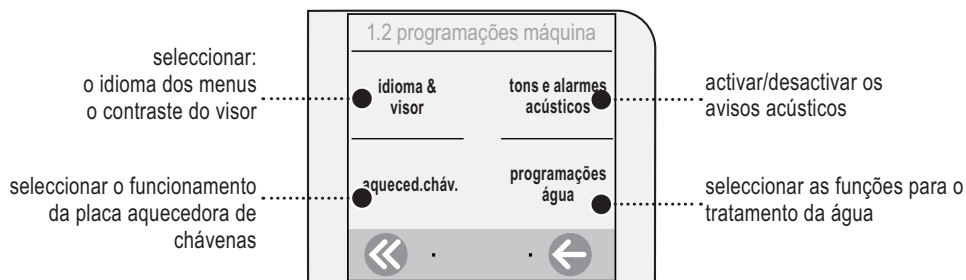 1.2 programações máquina
seleccionar:
o idioma dos menus
o contraste do visor
idioma &
visor
tons e alarmes
acústicos
activar/desactivar os
avisos acústicos
seleccionar o funcionamento
da placa aquecedora de
chávenas
aqueced.cháv.
programações
água
seleccionar as funções para o
tratamento da água